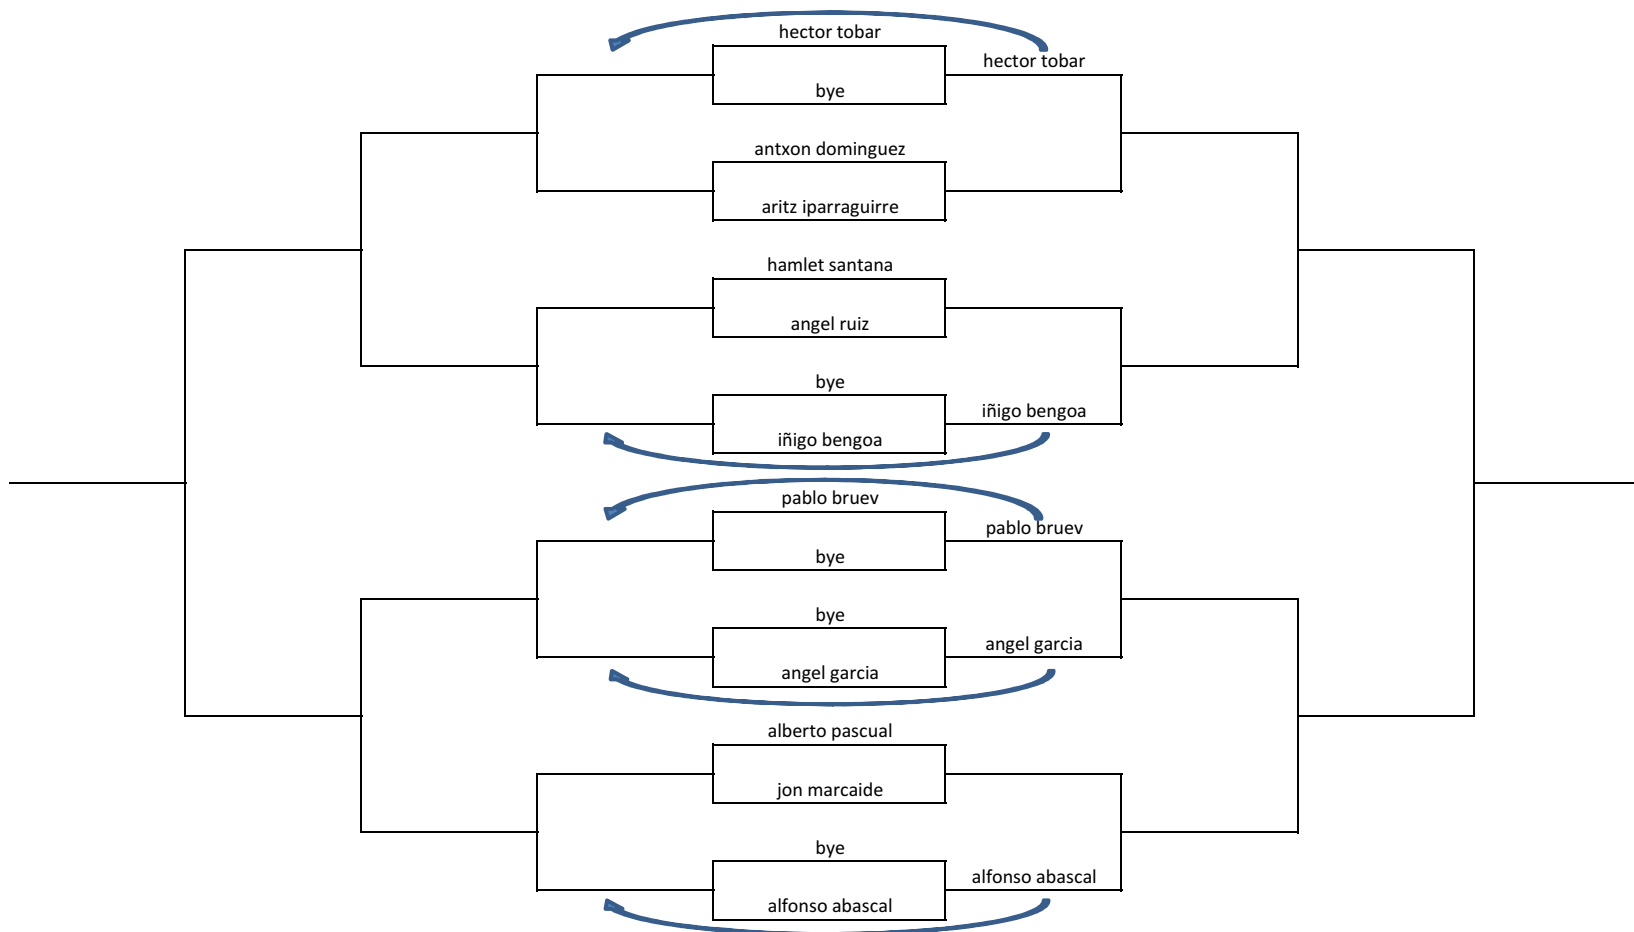 hector tobar
hector tobar
bye
antxon dominguez
aritz iparraguirre
hamlet santana
angel ruiz
bye
iñigo bengoa
iñigo bengoa
pablo bruev
pablo bruev
bye
bye
angel garcia
angel garcia
alberto pascual
jon marcaide
bye
alfonso abascal
alfonso abascal